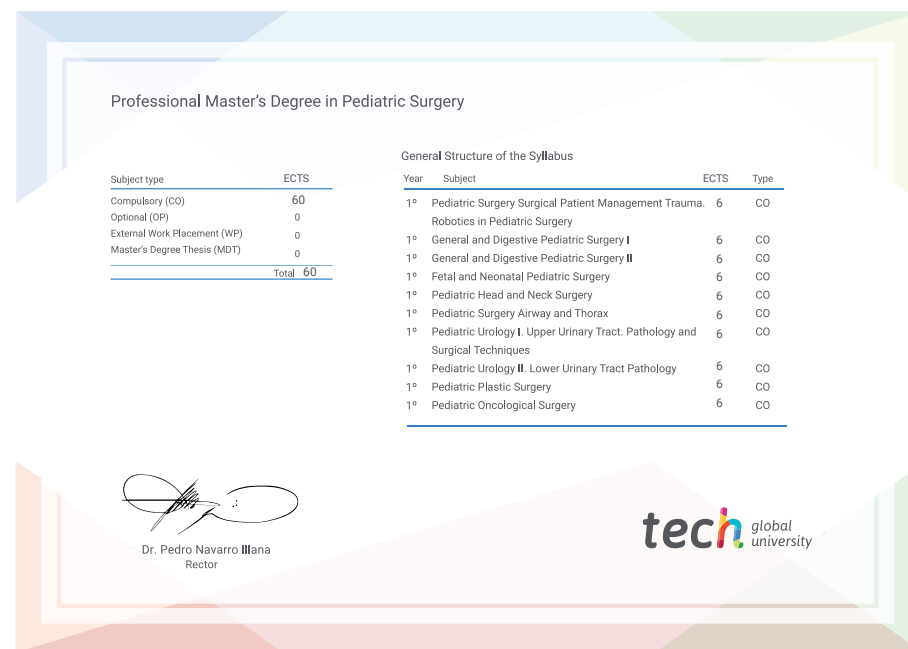 Professional Master's Degree in Pediatric Surgery
Subject type ECTS
Compulsory (CO) 60
Optional (OP) 0
External Work Placement (WP) 0
Master's Degree Thesis (MDT) 0
Total 60
General Structure of the Syllabus
Year Subject ECTS Type
1º Pediatric Surgery Surgical Patient Management Trauma. 6 CO
Robotics in Pediatric Surgery
1º General and Digestive Pediatric Surgery I 6 CO
1º General and Digestive Pediatric Surgery II 6 CO
1º Fetal and Neonatal Pediatric Surgery 6 CO
1º Pediatric Head and Neck Surgery 6 CO
1º Pediatric Surgery Airway and Thorax 6 CO
1º Pediatric Urology I. Upper Urinary Tract. Pathology and 6 CO
Surgical Techniques
1º Pediatric Urology II. Lower Urinary Tract Pathology 6 CO
1º Pediatric Plastic Surgery 6 CO
1º Pediatric Oncological Surgery 6 CO
Dr. Pedro Navarro Illana
Rector
tech global
university